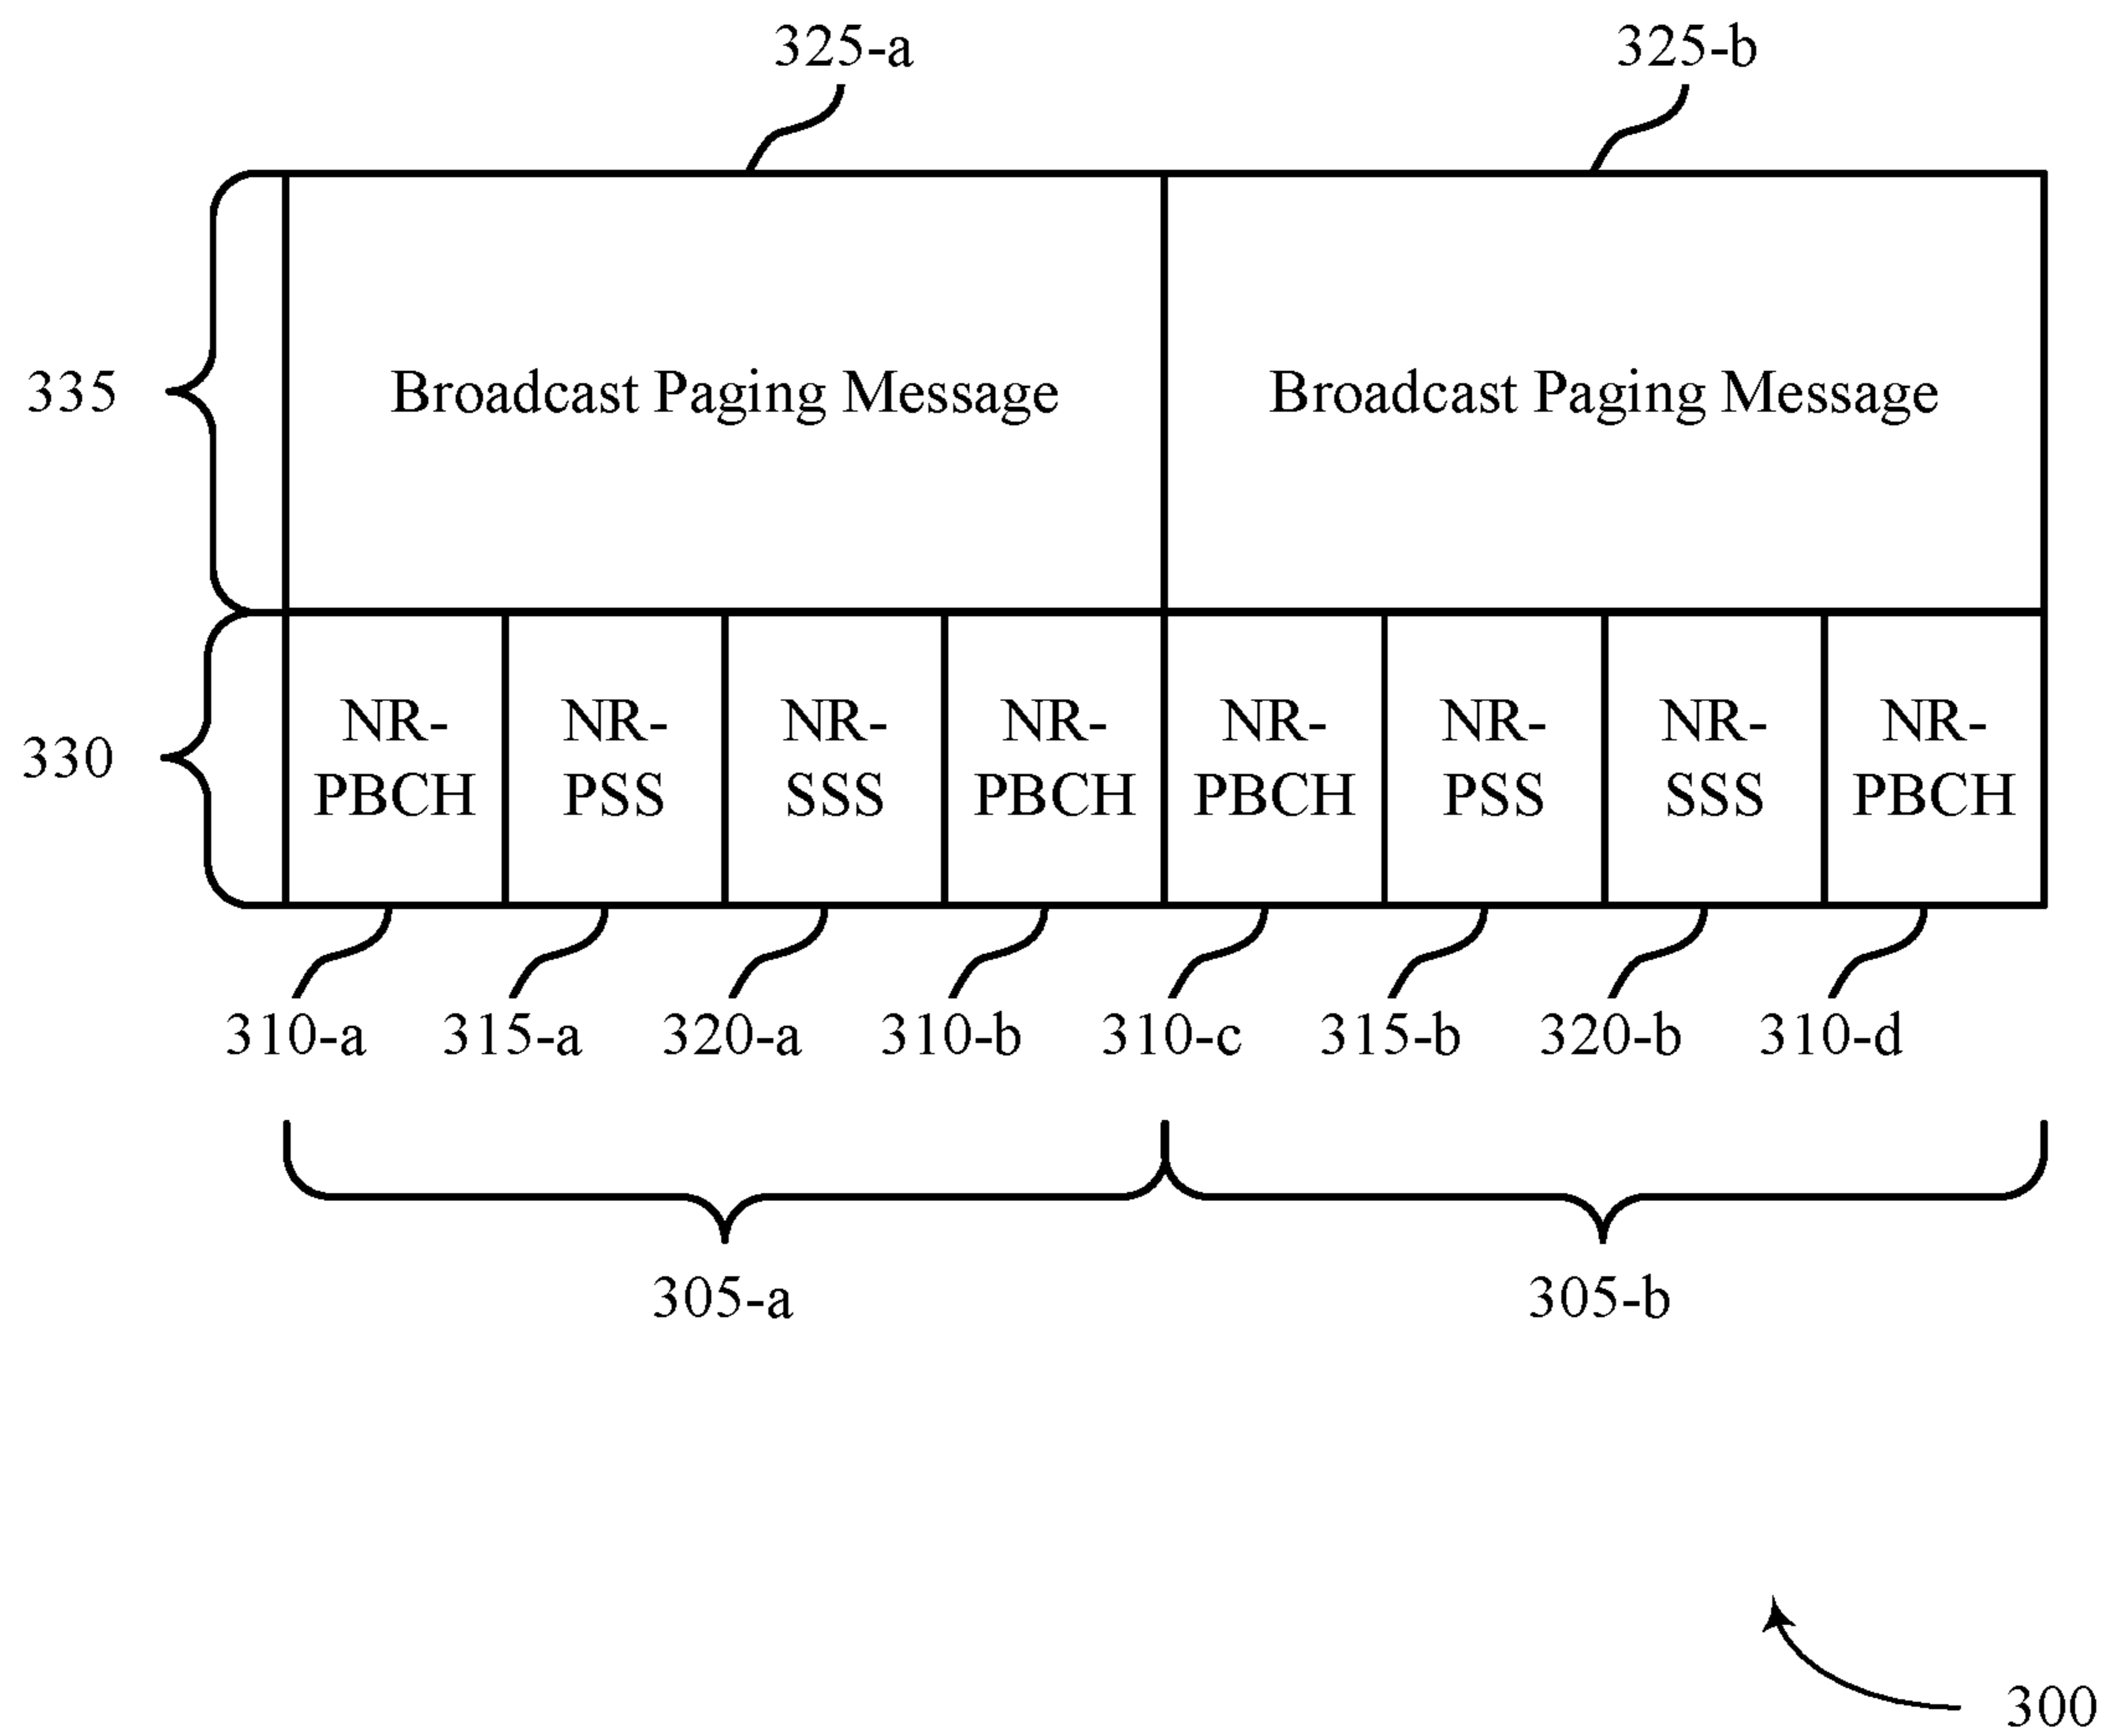 325-a
325-b
335
Broadcast Paging Message
Broadcast Paging Message
330
NR-
PBCH
NR-
PSS
NR-
SSS
NR-
PBCH
NR-
PBCH
NR-
PSS
NR-
SSS
NR-
PBCH
310-a
315-a
320-a
310-b
310-c
315-b
320-b
310-d
305-a
305-b
300